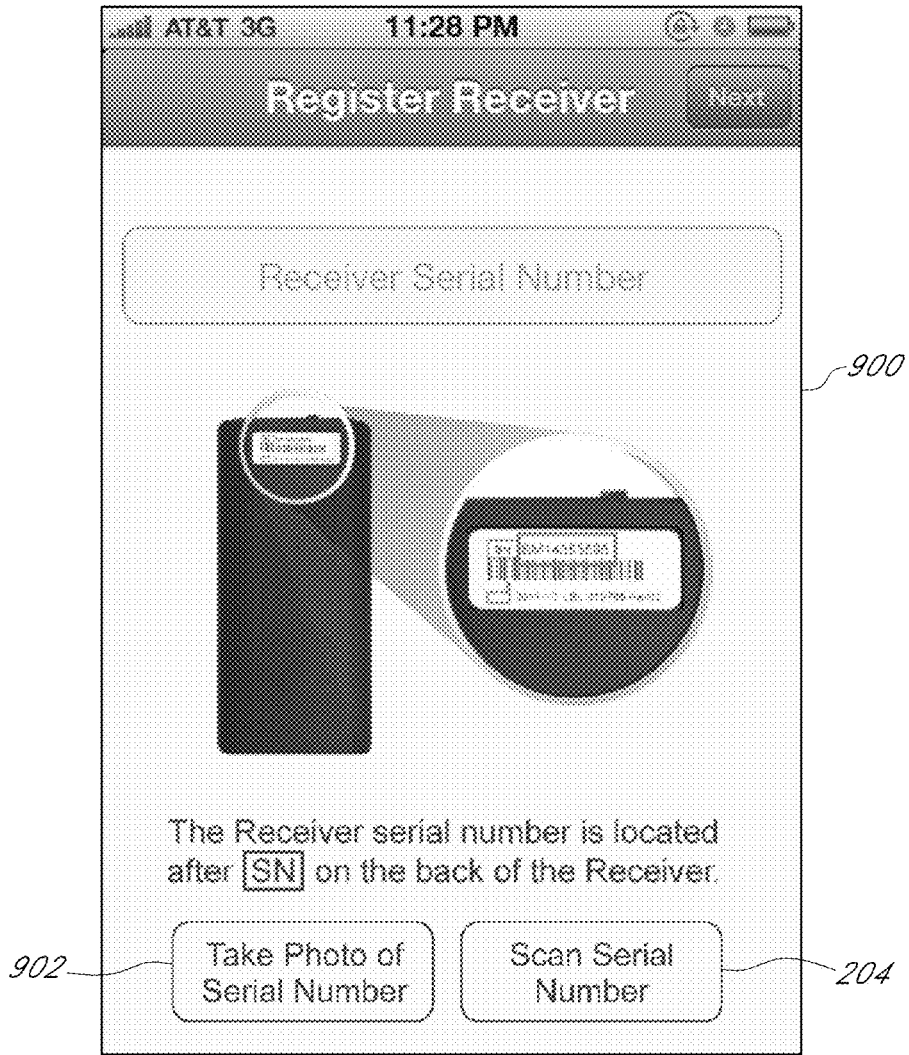 AT&T 3G 11:28 PM
Register Receiver Next
Receiver Serial Number
900
SN
The Receiver serial number is located
after SN on the back of the Receiver.
Take Photo of Scan Serial
Serial Number Number
902
204